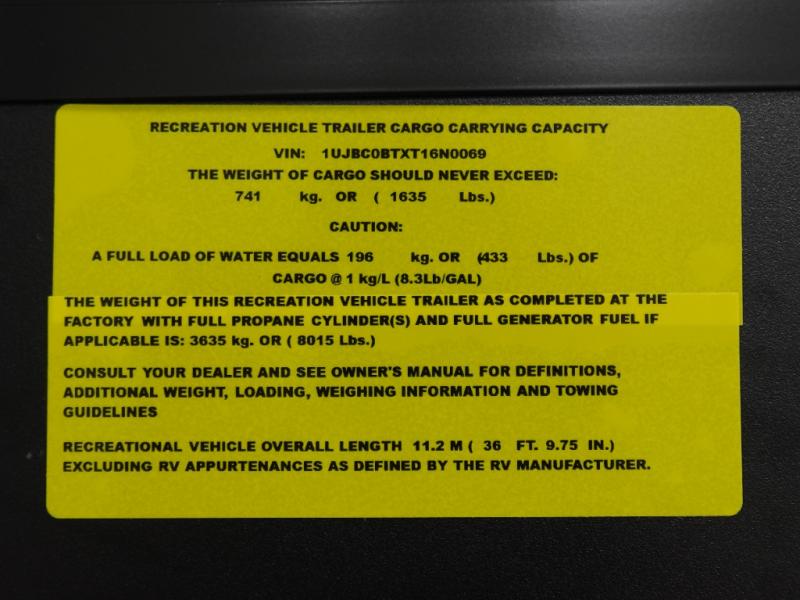 RECREATION VEHICLE TRAILER CARGO CARRYING CAPACITY
VIN: 1UJBC0BTXT16N0069
THE WEIGHT OF CARGO SHOULD NEVER EXCEED:
741 kg. OR ( 1635 Lbs.)
CAUTION:
A FULL LOAD OF WATER EQUALS 196 kg. OR (433 Lbs.) OF
CARGO @ 1 kg/L (8.3Lb/GAL)
THE WEIGHT OF THIS RECREATION VEHICLE TRAILER AS COMPLETED AT THE
FACTORY WITH FULL PROPANE CYLINDER(S) AND FULL GENERATOR FUEL IF
APPLICABLE IS: 3635 kg. OR ( 8015 Lbs.)
CONSULT YOUR DEALER AND SEE OWNER'S MANUAL FOR DEFINITIONS,
ADDITIONAL WEIGHT, LOADING, WEIGHING INFORMATION AND TOWING
GUIDELINES
RECREATIONAL VEHICLE OVERALL LENGTH 11.2 M ( 36 FT. 9.75 IN.)
EXCLUDING RV APPURTENANCES AS DEFINED BY THE RV MANUFACTURER.